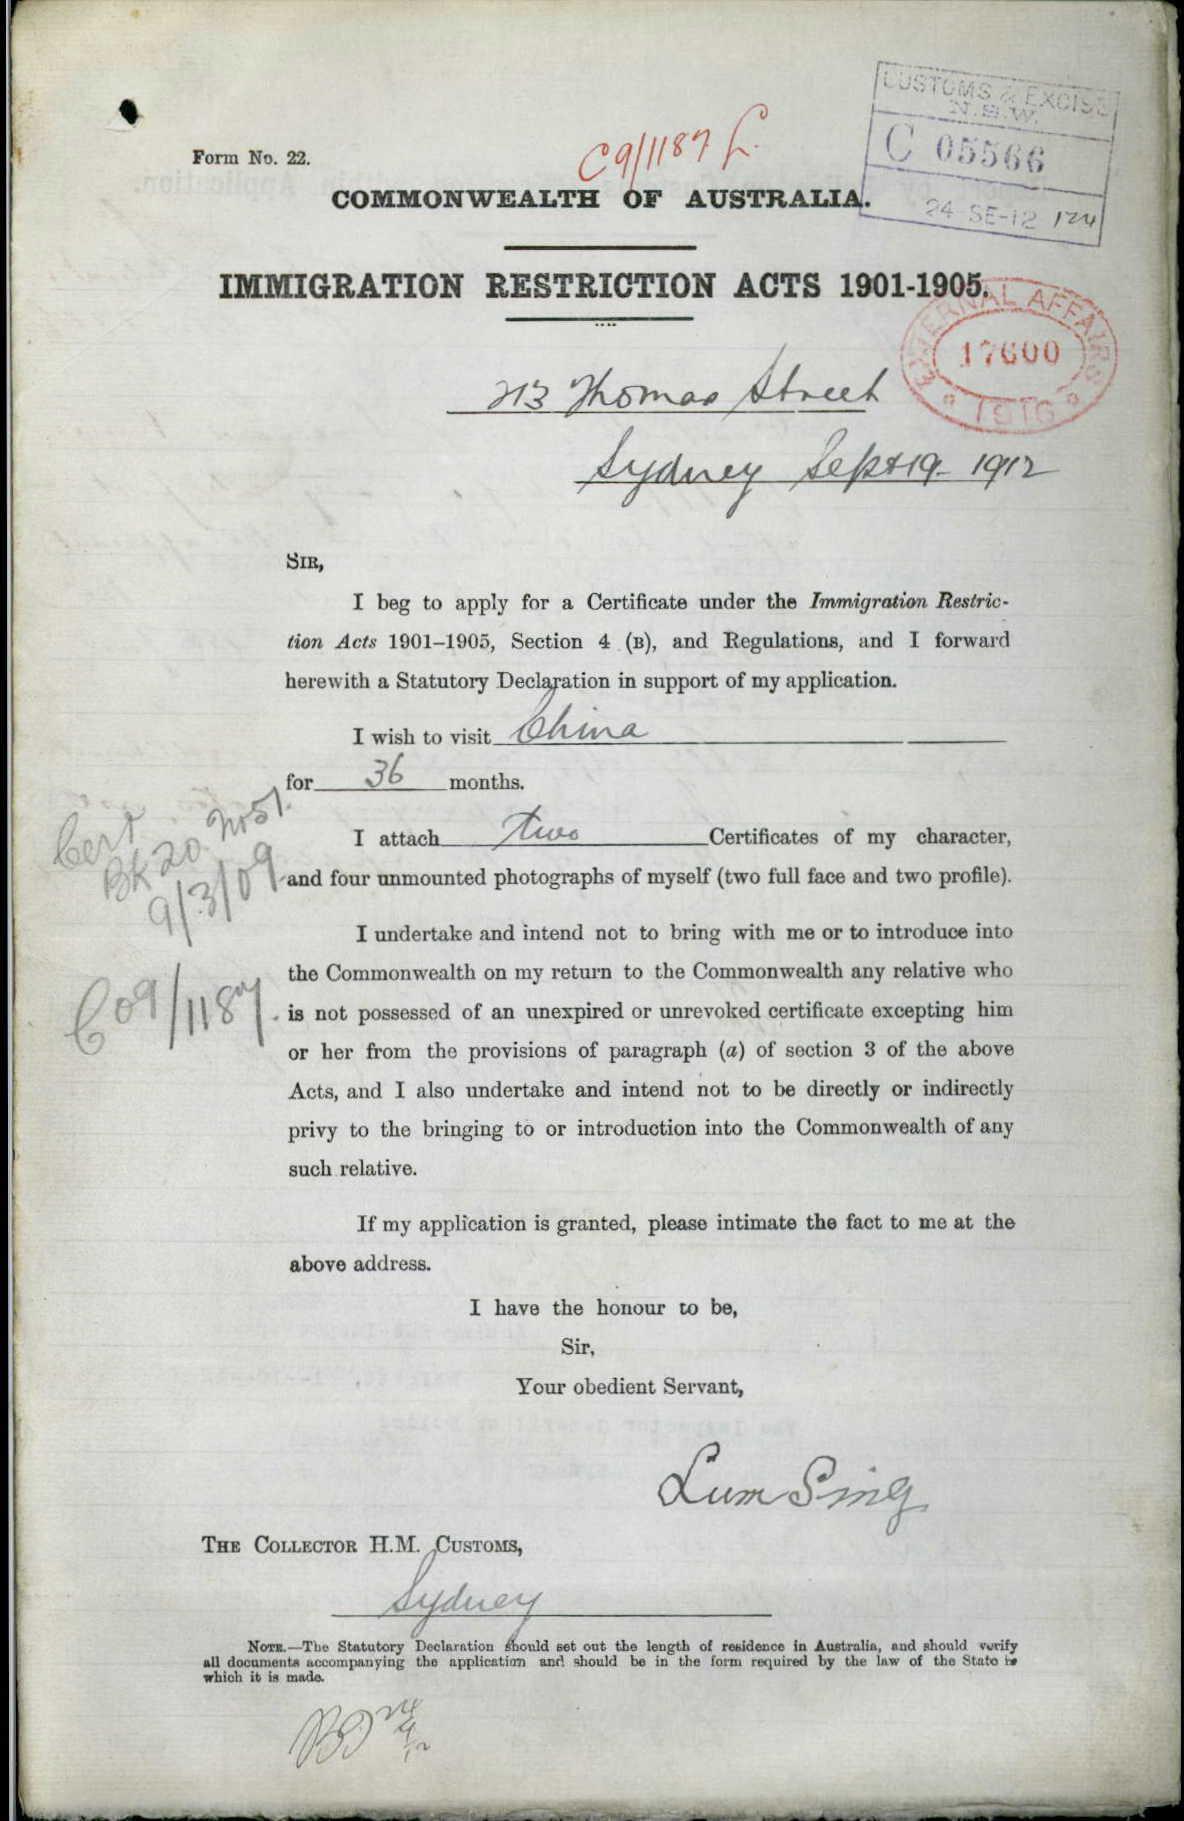 CUSTOMS & EXCISE
N.S.W.
C 05566
24 SE-12 124
C9/1187 L.
Form No. 22.
COMMONWEALTH OF AUSTRALIA.
IMMIGRATION RESTRICTION ACTS 1901-1905.
EXTERNAL AFFAIRS
17600
1916
213 Thomas Street
Sydney Sept 19 - 1912
SIR,
I beg to apply for a Certificate under the Immigration Restric-
tion Acts 1901-1905, Section 4 (B), and Regulations, and I forward
herewith a Statutory Declaration in support of my application.
I wish to visit China
for 36 months.
Cert
Bk 20. No 51.
9/3/09
I attach two Certificates of my character,
and four unmounted photographs of myself (two full face and two profile).
I undertake and intend not to bring with me or to introduce into
the Commonwealth on my return to the Commonwealth any relative who
C09/1187
is not possessed of an unexpired or unrevoked certificate excepting him
or her from the provisions of paragraph (a) of section 3 of the above
Acts, and I also undertake and intend not to be directly or indirectly
privy to the bringing to or introduction into the Commonwealth of any
such relative.
If my application is granted, please intimate the fact to me at the
above address.
I have the honour to be,
Sir,
Your obedient Servant,
Lum Sing
THE COLLECTOR H.M. CUSTOMS,
Sydney
NOTE.—The Statutory Declaration should set out the length of residence in Australia, and should verify
all documents accompanying the application and should be in the form required by the law of the State in
which it is made.